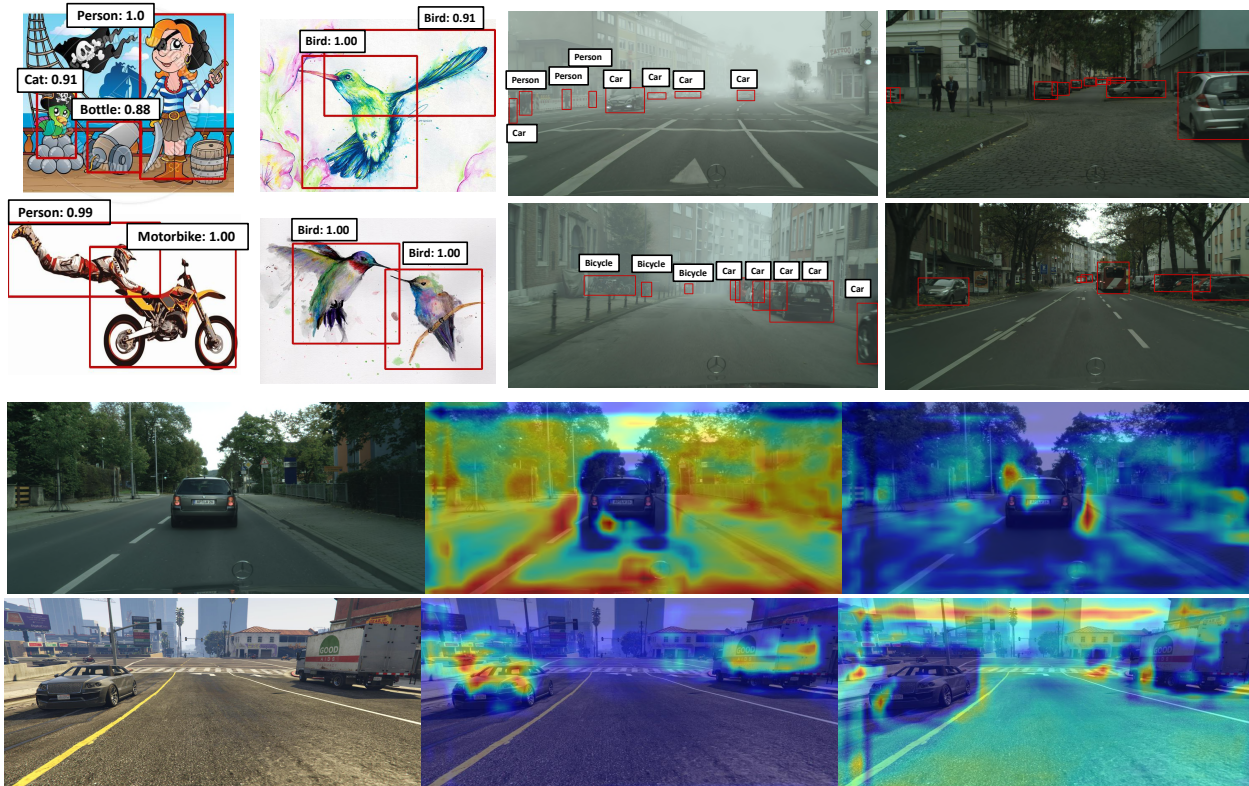 Person: 1.0
Cat: 0.91
Bottle: 0.88
Bird: 0.91
Bird: 1.00
Person
Person
Person
Car
Car
Car
Car
Car
Person: 0.99
Motorbike: 1.00
Bird: 1.00
Bird: 1.00
Bicycle
Bicycle
Bicycle
Car
Car
Car
Car
Car
GOOD